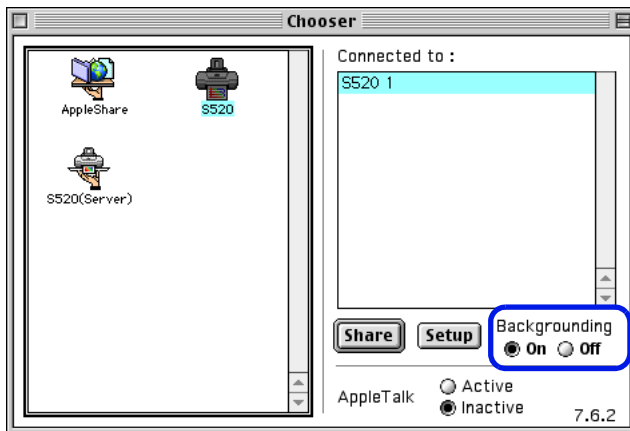 Chooser
AppleShare
S520
S520(Server)
Connected to :
S520 1
Share
Setup
Backgrounding
On
Off
AppleTalk
Active
Inactive
7.6.2